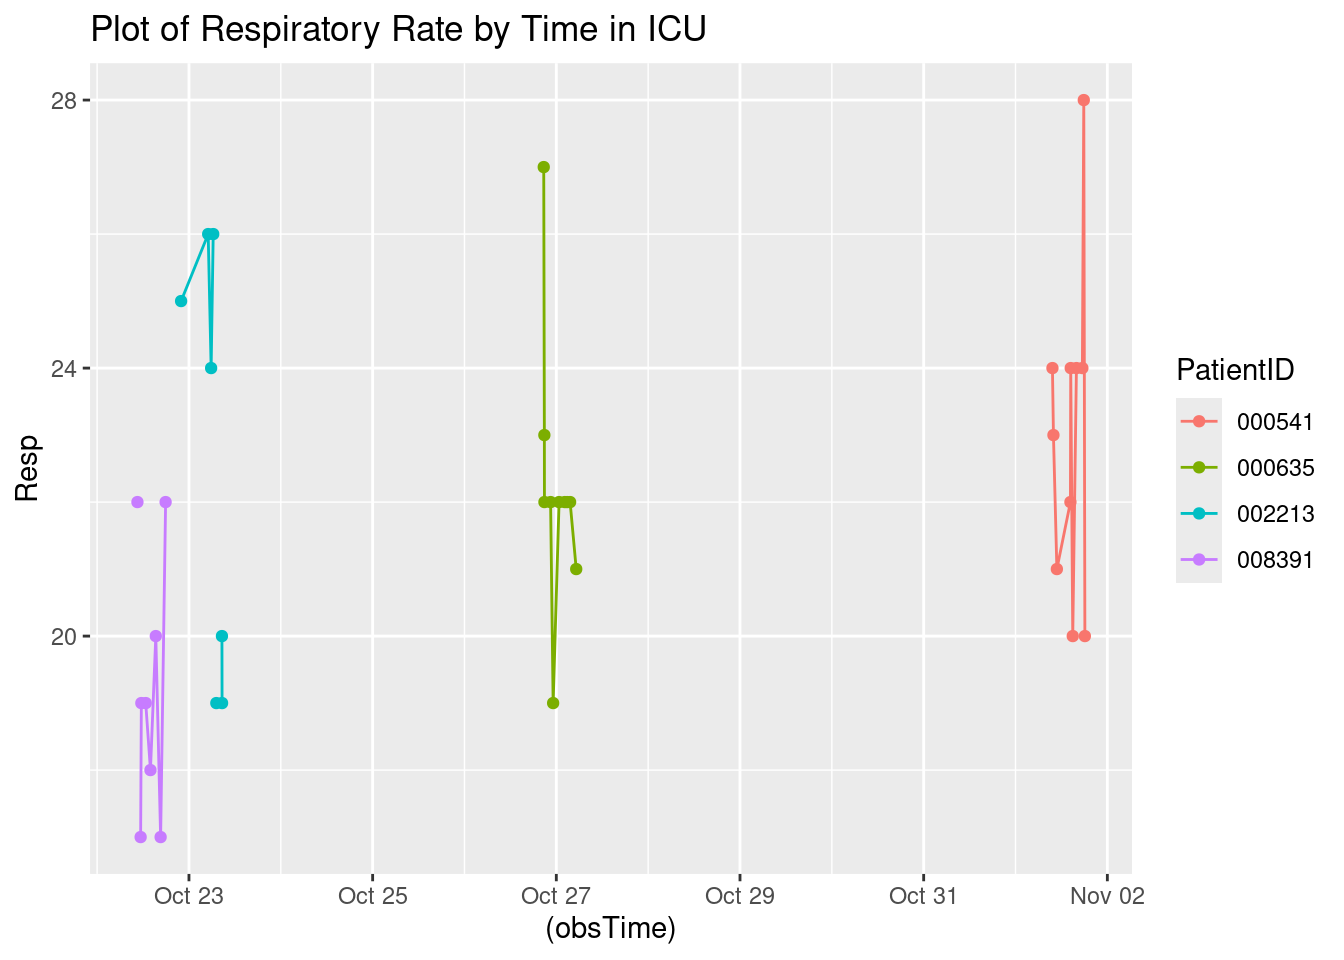 Plot of Respiratory Rate by Time in ICU
28
24
20
Resp
Oct 23 Oct 25 Oct 27 Oct 29 Oct 31 Nov 02
(obsTime)
PatientID
000541
000635
002213
008391